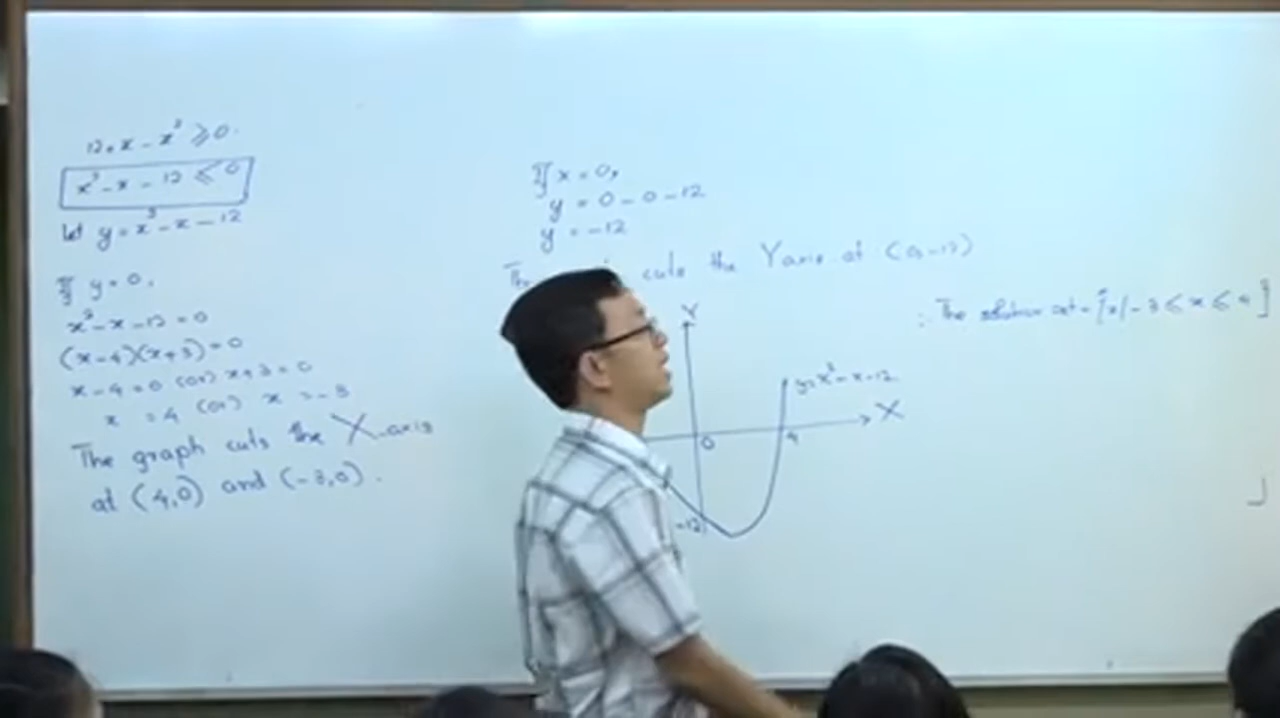 12+x-x² ≥ 0.
x²-x-12 ≤ 0
Let y=x²-x-12
If y=0,
x²-x-12=0
(x-4)(x+3)=0
x-4=0 (or) x+3=0
x =4 (or) x =-3
The graph cuts the X-axis
at (4,0) and (-3,0).
If x=0,
y = 0-0-12
y = -12
The cuts the Y axis at (0,-12)
Y
y=x²-x-12
X
0
4
-12
∴ The solution set = {x/-3 ≤ x ≤ 4}